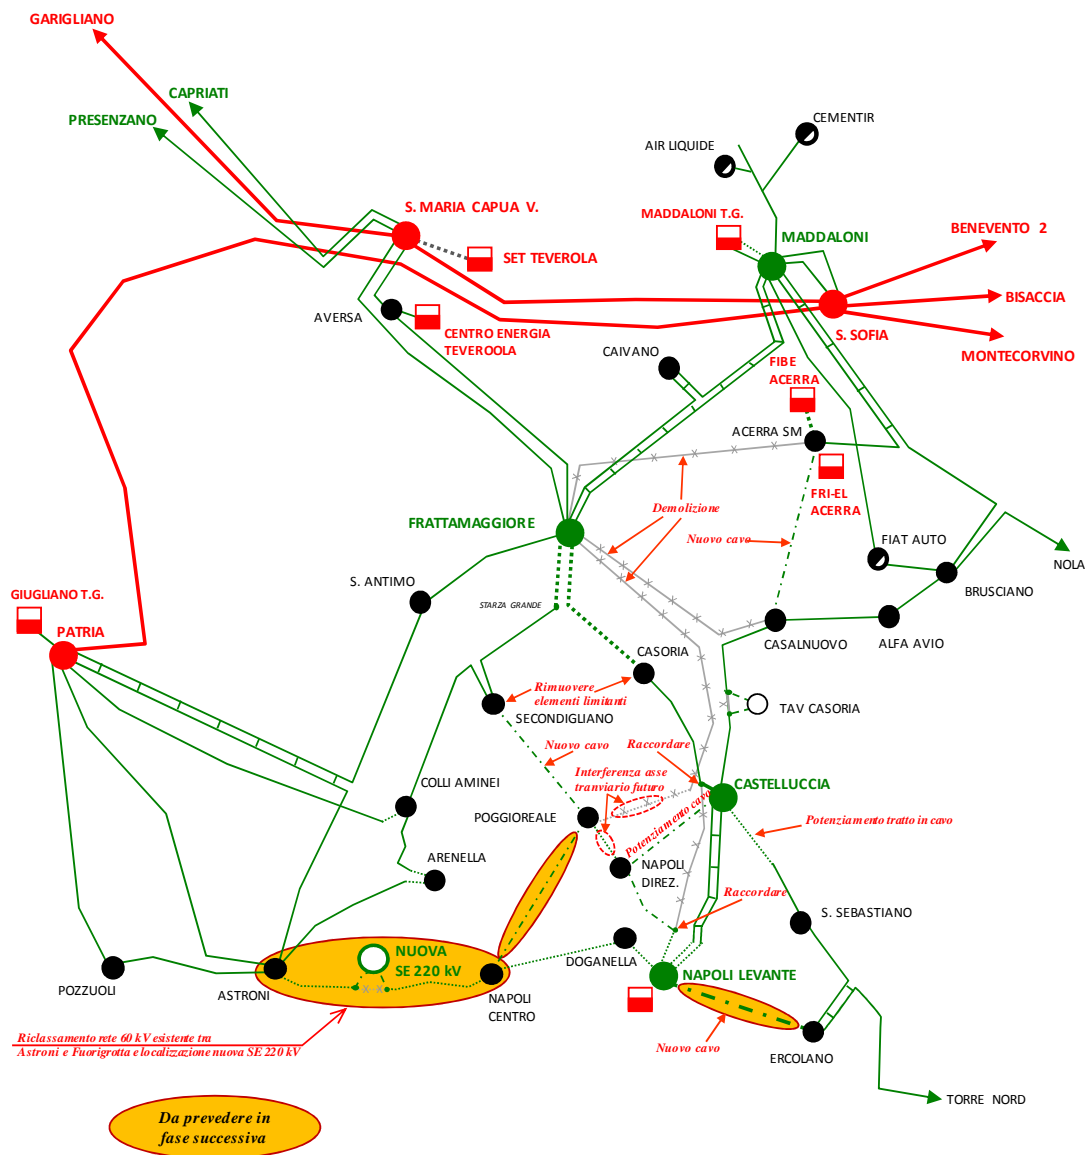 GARIGLIANO
CAPRIATI
PRESENZANO
CEMENTIR
AIR LIQUIDE
S. MARIA CAPUA V.
MADDALONI T.G.
MADDALONI
BENEVENTO 2
SET TEVEROLA
BISACCIA
AVERSA
CENTRO ENERGIA
TEVEROOLA
S. SOFIA
MONTECORVINO
CAIVANO
FIBE
ACERRA
ACERRA SM
FRI-EL
ACERRA
Demolizione
FRATTAMAGGIORE
Nuovo cavo
FIAT AUTO
NOLA
BRUSCIANO
S. ANTIMO
GIUGLIANO T.G.
STARZA GRANDE
PATRIA
CASALNUOVO
ALFA AVIO
CASORIA
Rimuovere
elementi limitanti
SECONDIGLIANO
TAV CASORIA
Nuovo cavo
Raccordare
Interferenza asse
tranviario futuro
COLLI AMINEI
CASTELLUCCIA
POGGIOREALE
Potenziamento cavo
Potenziamento tratto in cavo
ARENELLA
NAPOLI
DIREZ.
Raccordare
S. SEBASTIANO
NUOVA
SE 220 kV
DOGANELLA
NAPOLI LEVANTE
POZZUOLI
ASTRONI
NAPOLI
CENTRO
Riclassamento rete 60 kV esistente tra
Astroni e Fuorigrotta e localizzazione nuova SE 220 kV
Nuovo cavo
ERCOLANO
TORRE NORD
Da prevedere in
fase successiva